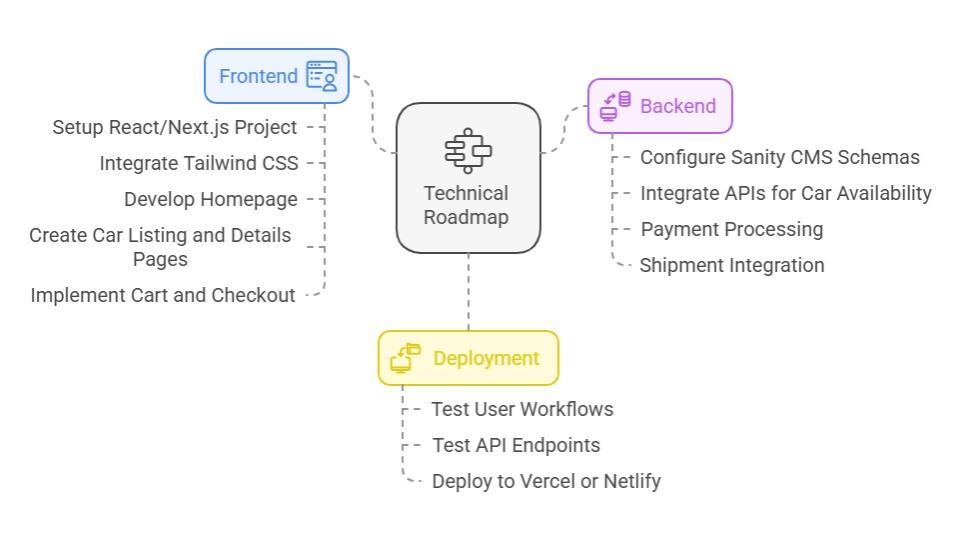 Frontend
Setup React/Next.js Project
Integrate Tailwind CSS
Develop Homepage
Create Car Listing and Details
Pages
Implement Cart and Checkout
Technical
Roadmap
Backend
Configure Sanity CMS Schemas
Integrate APIs for Car Availability
Payment Processing
Shipment Integration
Deployment
Test User Workflows
Test API Endpoints
Deploy to Vercel or Netlify